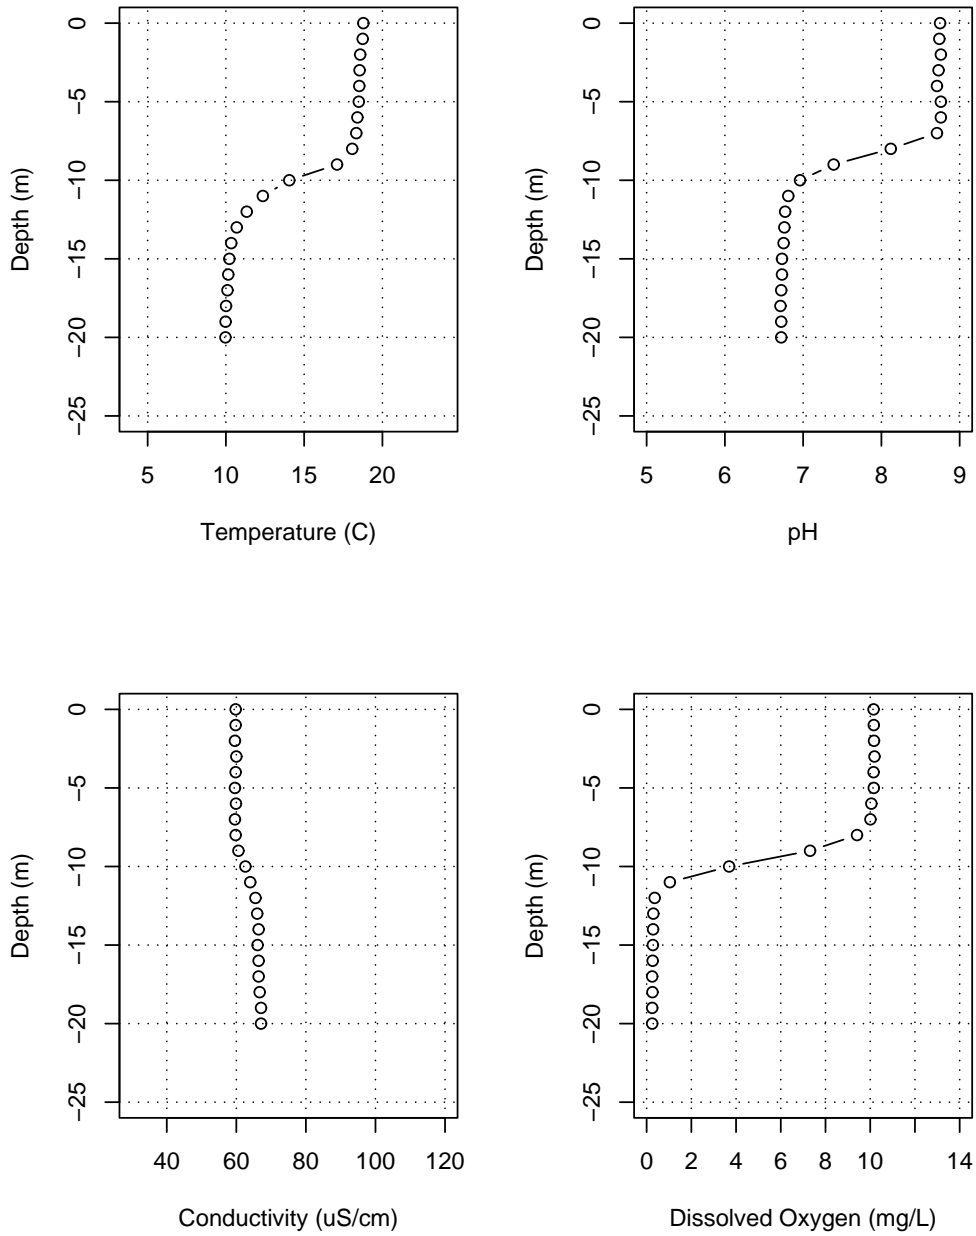 0
−5
−10
−15
−20
−25
Depth (m)
5 10 15 20
Temperature (C)
0
−5
−10
−15
−20
−25
Depth (m)
5 6 7 8 9
pH
0
−5
−10
−15
−20
−25
Depth (m)
40 60 80 100 120
Conductivity (uS/cm)
0
−5
−10
−15
−20
−25
Depth (m)
0 2 4 6 8 10 14
Dissolved Oxygen (mg/L)